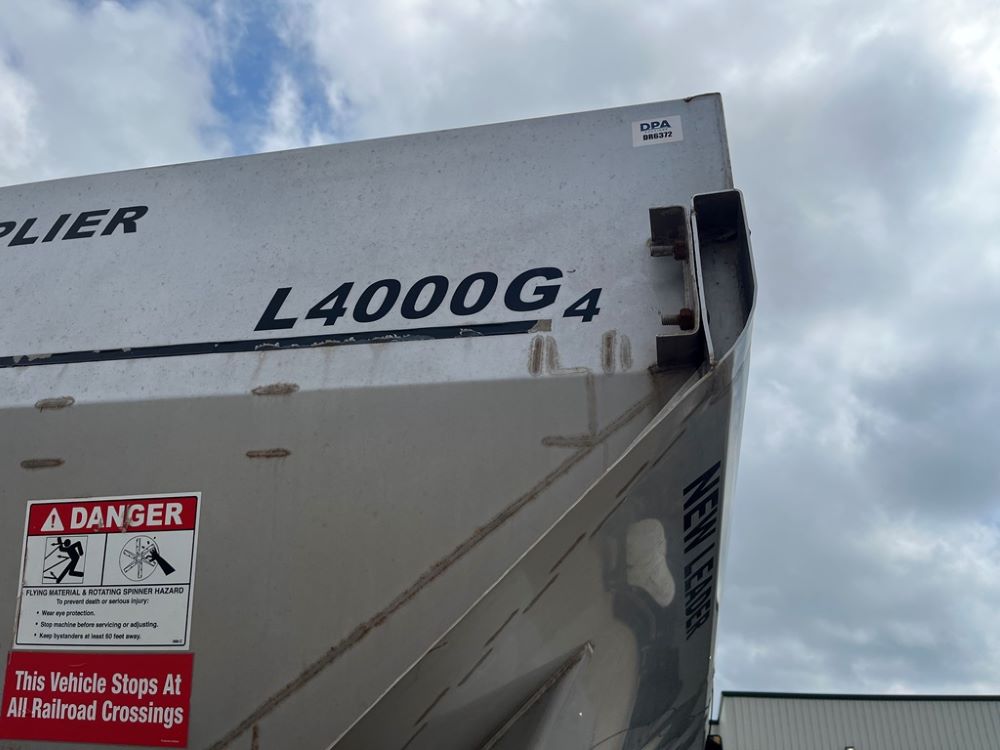 DPA
DR6372
PLIER
L4000G4
NEW LEADER
DANGER
FLYING MATERIAL & ROTATING SPINNER HAZARD
To prevent death or serious injury:
• Wear eye protection.
• Stop machine before servicing or adjusting.
• Keep bystanders at least 60 feet away.
This Vehicle Stops At
All Railroad Crossings